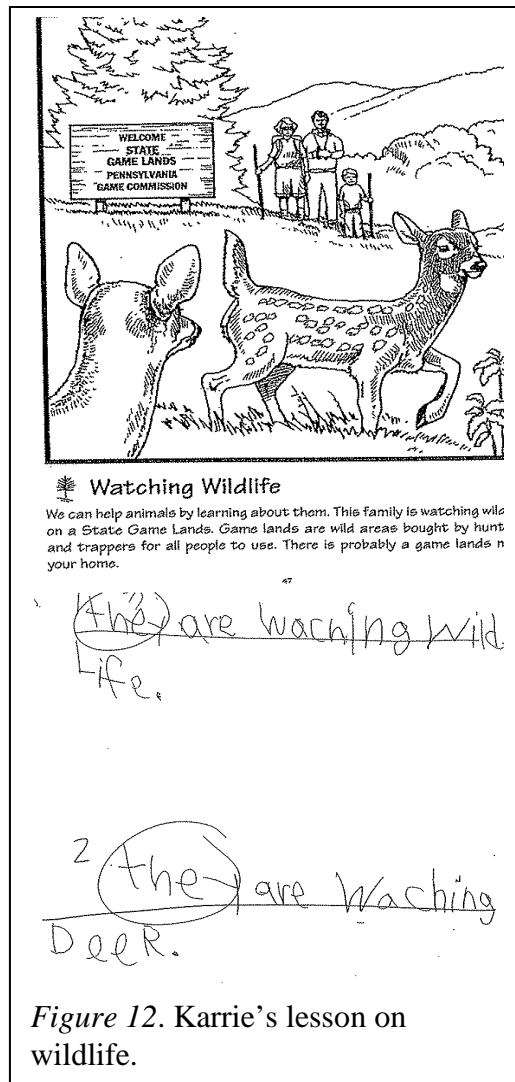 WELCOME
STATE
GAME LANDS
PENNSYLVANIA
GAME COMMISSION
Watching Wildlife
We can help animals by learning about them. This family is watching wild
on a State Game Lands. Game lands are wild areas bought by hunt
and trappers for all people to use. There is probably a game lands n
your home.
47
they are waching Wild
Life.
2 they are Waching
DeeR.
Figure 12. Karrie's lesson on
wildlife.